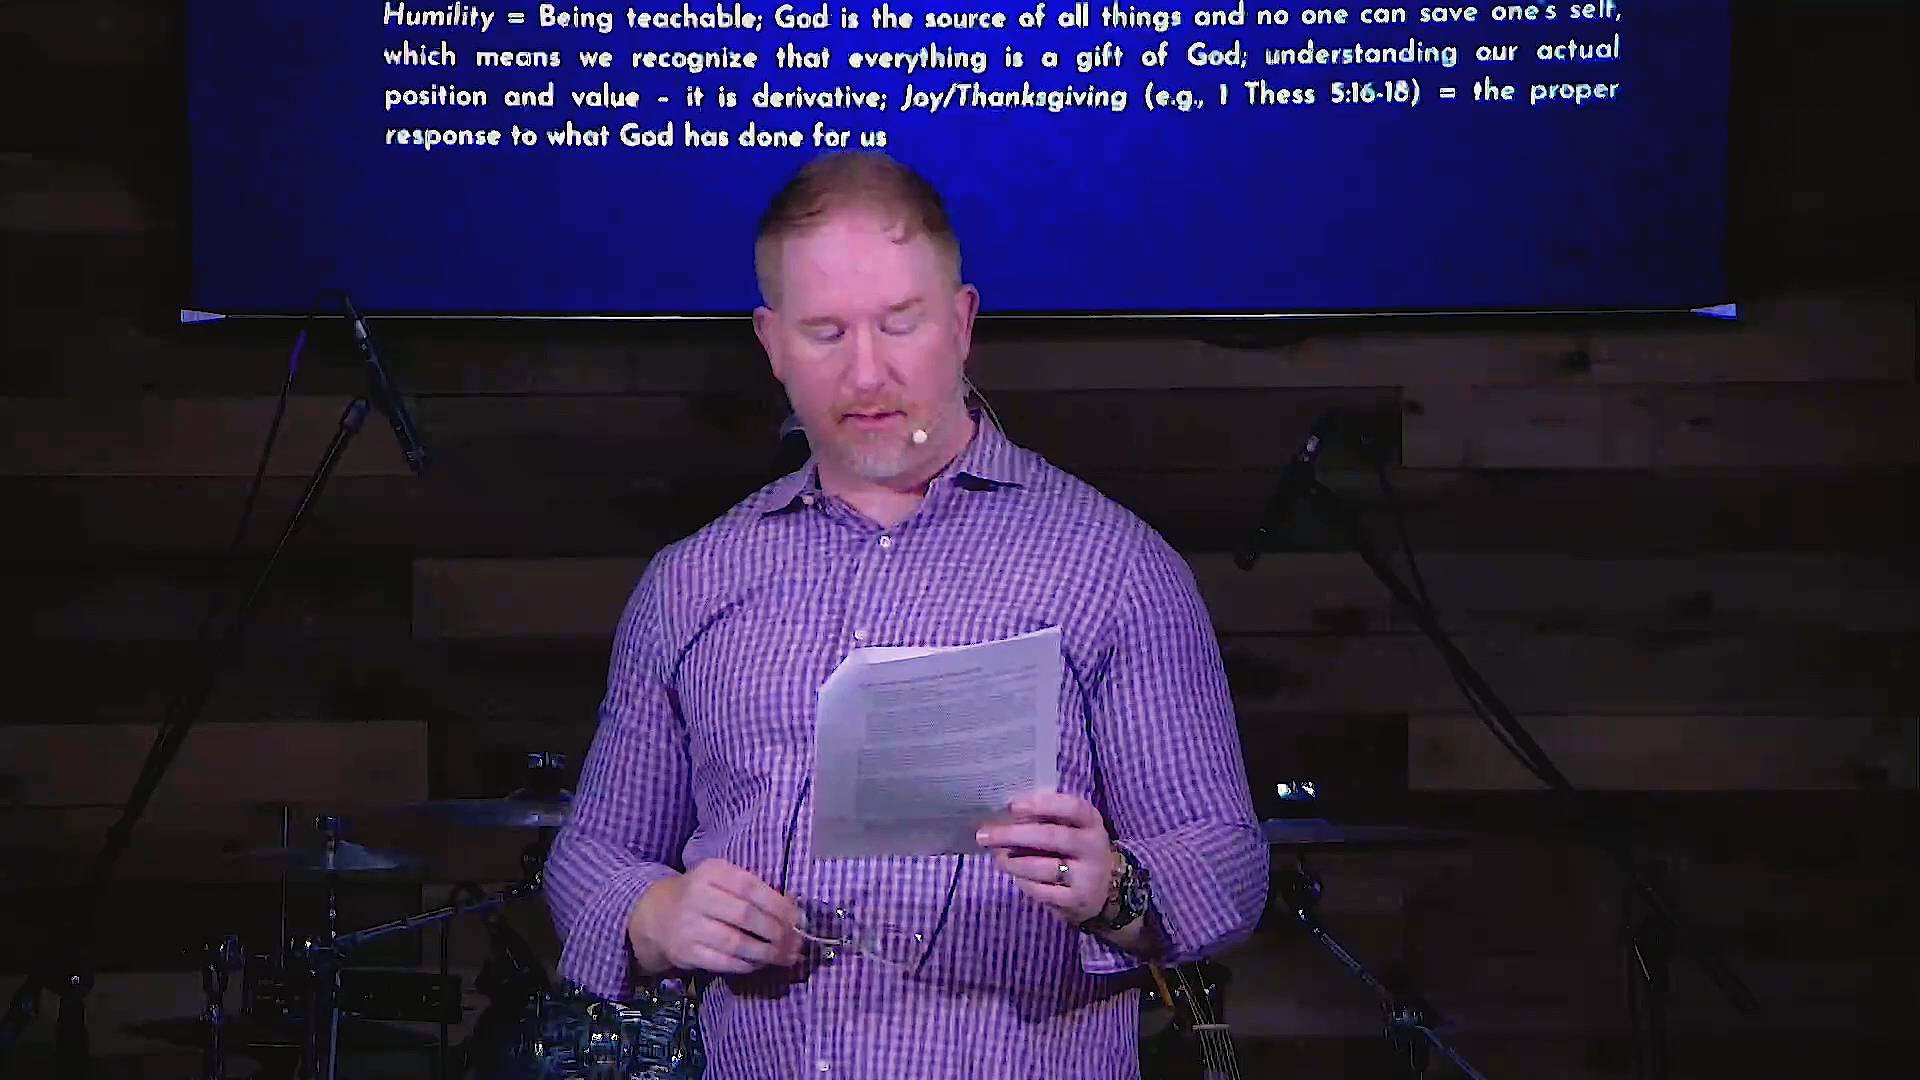 Humility = Being teachable; God is the source of all things and no one can save one's self,
which means we recognize that everything is a gift of God; understanding our actual
position and value - it is derivative; Joy/Thanksgiving (e.g., 1 Thess 5:16-18) = the proper
response to what God has done for us